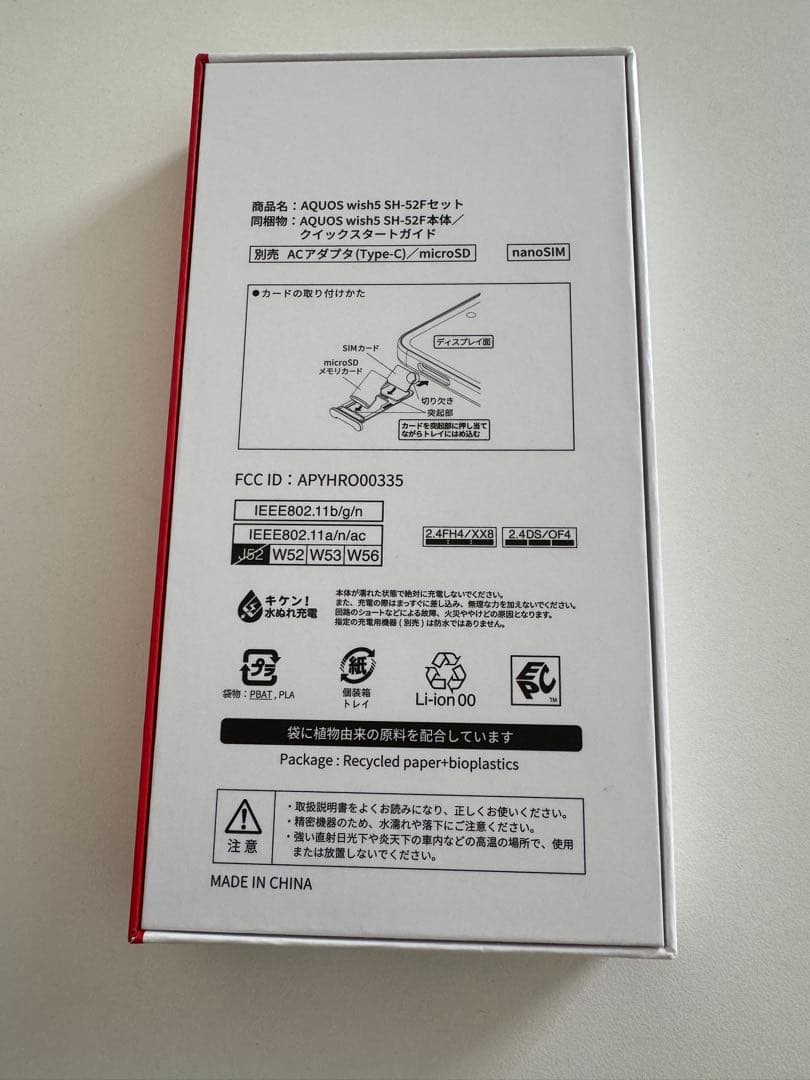 商品名：AQUOS wish5 SH-52Fセット
同梱物：AQUOS wish5 SH-52F本体／
クイックスタートガイド
別売 ACアダプタ(Type-C)／microSD
nanoSIM
●カードの取り付けかた
ディスプレイ面
SIMカード
microSD
メモリカード
切り欠き
突起部
カードを突起部に押し当て
ながらトレイにはめ込む
FCC ID：APYHRO00335
IEEE802.11b/g/n
IEEE802.11a/n/ac
J52 W52 W53 W56
2.4FH4/XX8
2.4DS/OF4
キケン！
水ぬれ充電
本体が濡れた状態で絶対に充電しないでください。
また、充電の際はまっすぐに差し込み、無理な力を加えないでください。
回路のショートなどによる故障、火災ややけどの原因となります。
指定の充電用機器(別売)は防水ではありません。
プラ
袋物：PBAT , PLA
紙
個装箱
トレイ
Li-ion 00
EPC
TM
袋に植物由来の原料を配合しています
Package : Recycled paper+bioplastics
注意
・取扱説明書をよくお読みになり、正しくお使いください。
・精密機器のため、水濡れや落下にご注意ください。
・強い直射日光下や炎天下の車内などの高温の場所で、使用
または放置しないでください。
MADE IN CHINA